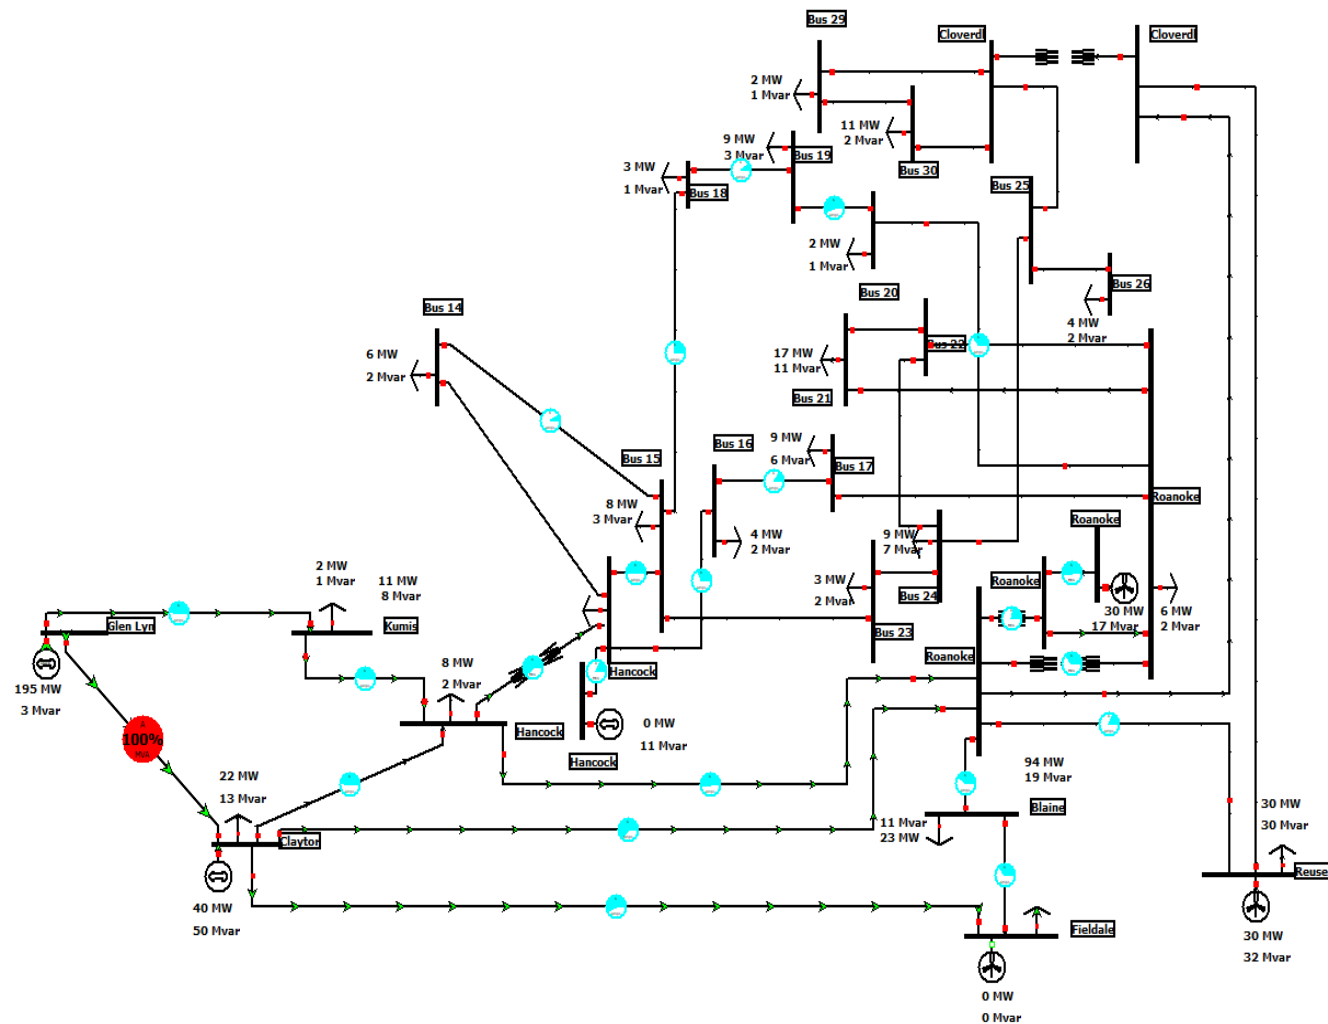 Bus 29
Cloverdl
Cloverdl
2 MW
1 Mvar
11 MW
2 Mvar
9 MW
3 Mvar
Bus 19
Bus 30
3 MW
1 Mvar
Bus 18
Bus 25
2 MW
1 Mvar
Bus 26
Bus 20
4 MW
2 Mvar
Bus 14
Bus 22
6 MW
2 Mvar
17 MW
11 Mvar
Bus 21
Bus 16
9 MW
6 Mvar
Bus 17
Bus 15
Roanoke
8 MW
3 Mvar
4 MW
2 Mvar
9 MW
7 Mvar
Roanoke
3 MW
2 Mvar
Bus 24
Roanoke
30 MW
17 Mvar
6 MW
2 Mvar
2 MW
1 Mvar
11 MW
8 Mvar
Glen Lyn
Kumis
Bus 23
Roanoke
195 MW
3 Mvar
8 MW
2 Mvar
Hancock
Hancock
0 MW
11 Mvar
Hancock
100%
MVA
22 MW
13 Mvar
Claytor
94 MW
19 Mvar
Blaine
11 Mvar
23 MW
30 MW
30 Mvar
Reuse
40 MW
50 Mvar
Fieldale
30 MW
32 Mvar
0 MW
0 Mvar